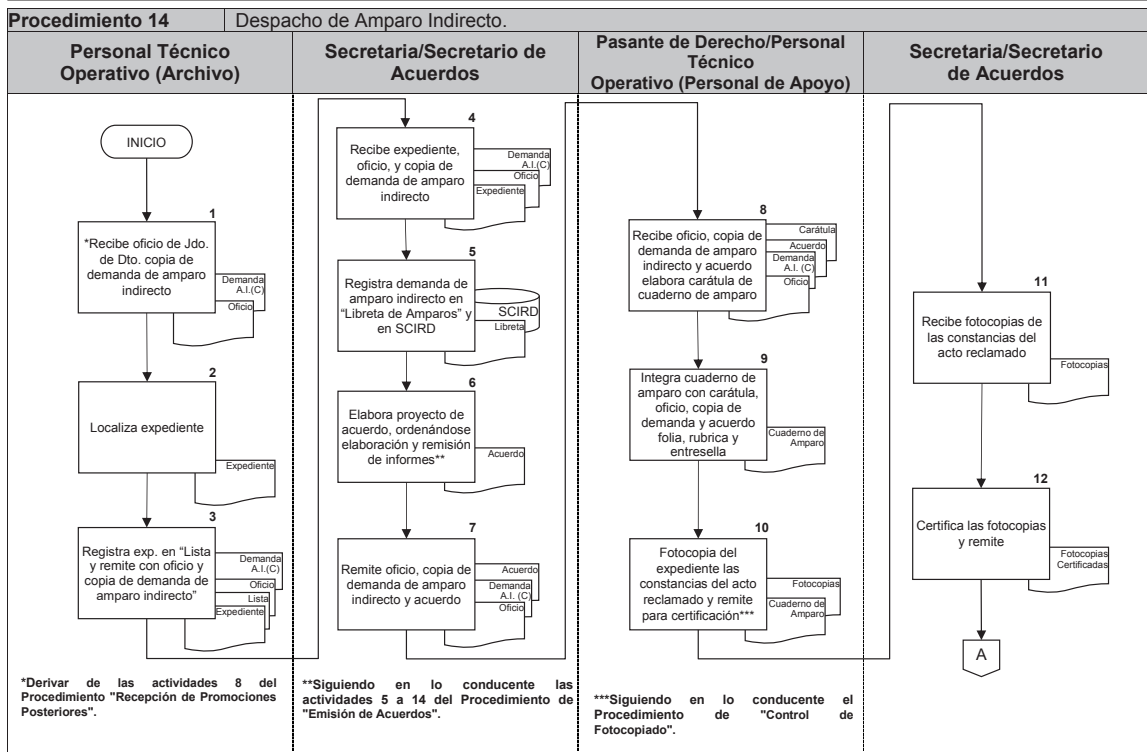 Procedimiento 14 Despacho de Amparo Indirecto.
Personal Técnico
Operativo (Archivo)
Secretaria/Secretario de
Acuerdos
Pasante de Derecho/Personal
Técnico
Operativo (Personal de Apoyo)
Secretaria/Secretario
de Acuerdos
INICIO
1
*Recibe oficio de Jdo.
de Dto. copia de
demanda de amparo
indirecto
Demanda
A.I.(C)
Oficio
2
Localiza expediente
Expediente
3
Registra exp. en “Lista
y remite con oficio y
copia de demanda de
amparo indirecto”
Demanda
A.I.(C)
Oficio
Lista
Expediente
*Derivar de las actividades 8 del
Procedimiento "Recepción de Promociones
Posteriores".
4
Recibe expediente,
oficio, y copia de
demanda de amparo
indirecto
Demanda
A.I.(C)
Oficio
Expediente
5
Registra demanda de
amparo indirecto en
“Libreta de Amparos” y
en SCIRD
SCIRD
Libreta
6
Elabora proyecto de
acuerdo, ordenándose
elaboración y remisión
de informes**
Acuerdo
7
Remite oficio, copia de
demanda de amparo
indirecto y acuerdo
Acuerdo
Demanda
A.I. (C)
Oficio
**Siguiendo en lo conducente las
actividades 5 a 14 del Procedimiento de
"Emisión de Acuerdos".
8
Recibe oficio, copia de
demanda de amparo
indirecto y acuerdo
elabora carátula de
cuaderno de amparo
Carátula
Acuerdo
Demanda
A.I. (C)
Oficio
9
Integra cuaderno de
amparo con carátula,
oficio, copia de
demanda y acuerdo
folia, rubrica y
entresella
Cuaderno de
Amparo
10
Fotocopia del
expediente las
constancias del acto
reclamado y remite
para certificación***
Fotocopias
Cuaderno de
Amparo
***Siguiendo en lo conducente el
Procedimiento de "Control de
Fotocopiado".
11
Recibe fotocopias de
las constancias del
acto reclamado
Fotocopias
12
Certifica las fotocopias
y remite
Fotocopias
Certificadas
A